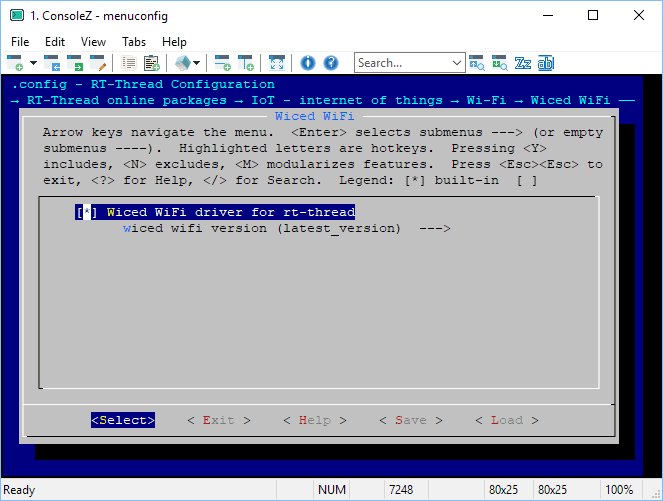 1. ConsoleZ - menuconfig
File Edit View Tabs Help
Search...
Zz ab
.config - RT-Thread Configuration
→ RT-Thread online packages → IoT - internet of things → Wi-Fi → Wiced WiFi
Wiced WiFi
Arrow keys navigate the menu.  <Enter> selects submenus ---> (or empty
submenus ----).  Highlighted letters are hotkeys.  Pressing <Y>
includes, <N> excludes, <M> modularizes features.  Press <Esc><Esc> to
exit, <?> for Help, </> for Search.  Legend: [*] built-in  [ ]
[*] Wiced WiFi driver for rt-thread
wiced wifi version (latest_version)  --->
<Select> < Exit > < Help > < Save > < Load >
Ready NUM 7248 80x25 80x25 100%